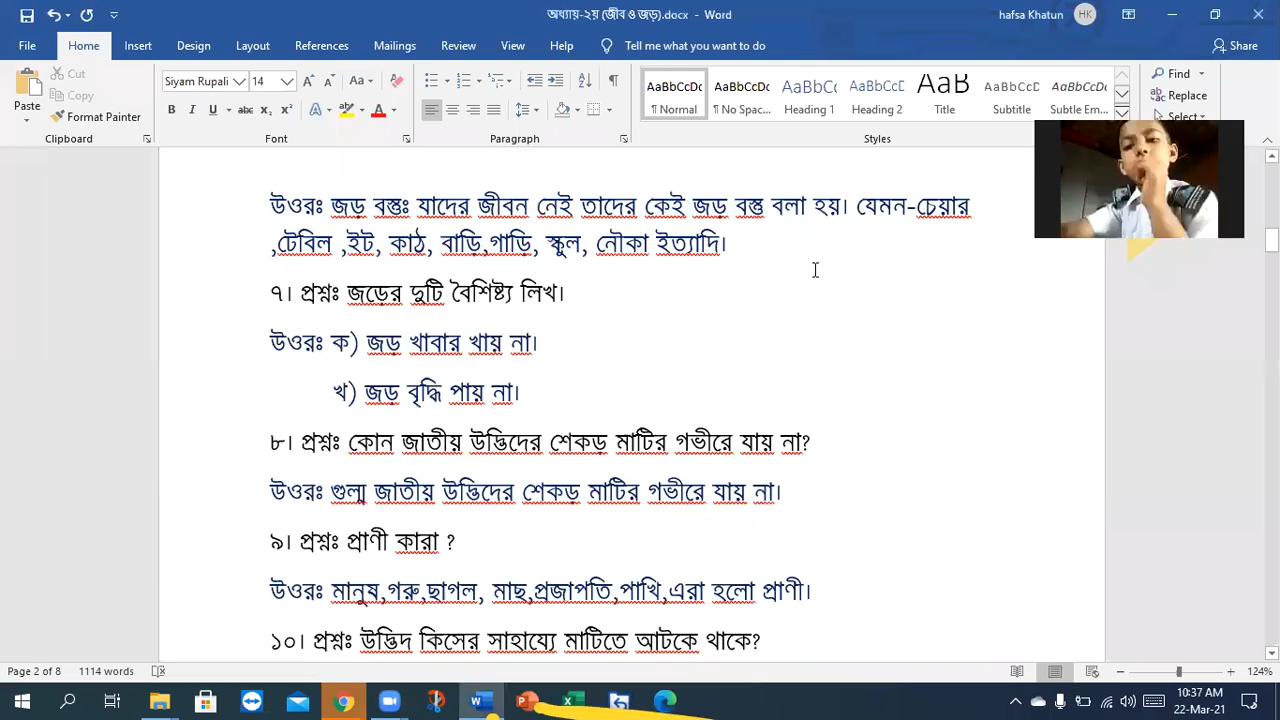 অধ্যায়-২য় (জীব ও জড়).docx - Word
hafsa Khatun HK
File Home Insert Design Layout References Mailings Review View Help Tell me what you want to do Share
Paste
Cut
Copy
Format Painter
Siyam Rupali 14
AaBbCcDc AaBbCcDc AaBbCc AaBbCcC AaB AaBbCcD AaBbCcDc
¶ Normal ¶ No Spac... Heading 1 Heading 2 Title Subtitle Subtle Em...
Find
Replace
Select
Clipboard Font Paragraph Styles
উওরঃ জড় বস্তুঃ যাদের জীবন নেই তাদের কেই জড় বস্তু বলা হয়। যেমন-চেয়ার
,টেবিল ,ইট, কাঠ, বাড়ি,গাড়ি, স্কুল, নৌকা ইত্যাদি।
৭। প্রশ্নঃ জড়ের দুটি বৈশিষ্ট্য লিখ।
উওরঃ ক) জড় খাবার খায় না।
খ) জড় বৃদ্ধি পায় না।
৮। প্রশ্নঃ কোন জাতীয় উদ্ভিদের শেকড় মাটির গভীরে যায় না?
উওরঃ গুল্ম জাতীয় উদ্ভিদের শেকড় মাটির গভীরে যায় না।
৯। প্রশ্নঃ প্রাণী কারা ?
উওরঃ মানুষ,গরু,ছাগল, মাছ,প্রজাপতি,পাখি,এরা হলো প্রাণী।
১০। প্রশ্নঃ উদ্ভিদ কিসের সাহায্যে মাটিতে আটকে থাকে?
Page 2 of 8 1114 words 124%
10:37 AM
22-Mar-21